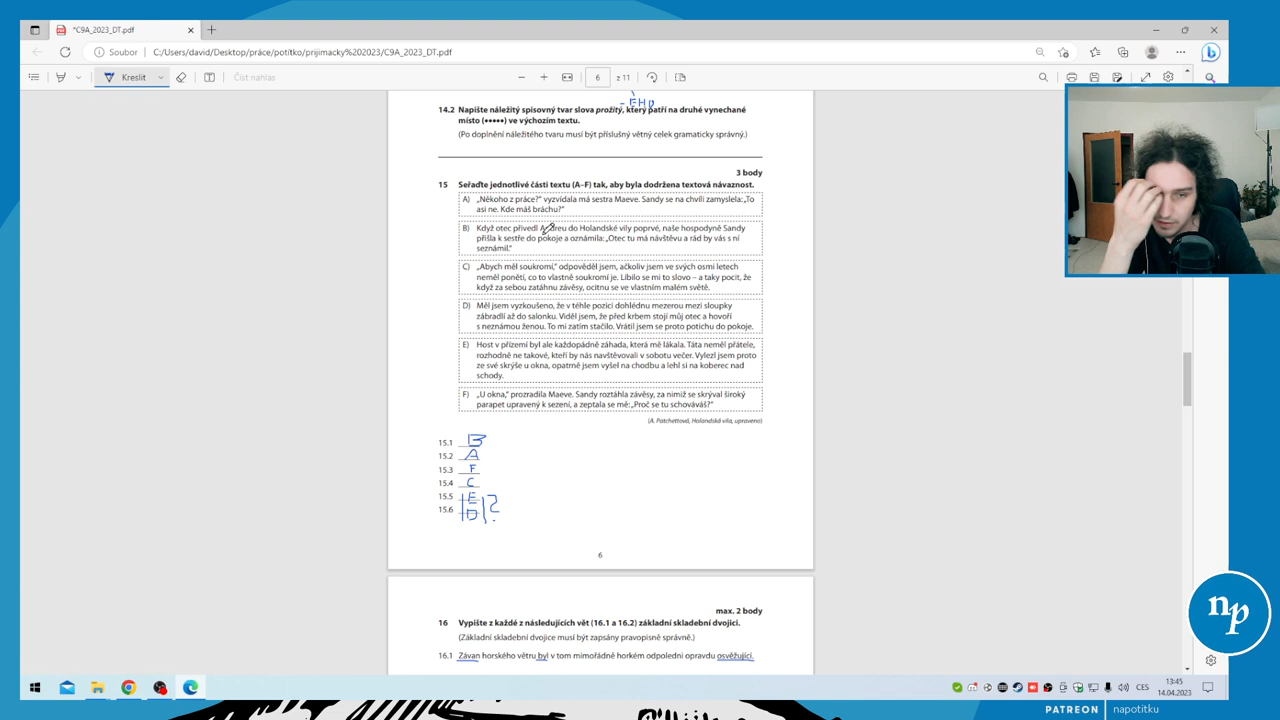 *C9A_2023_DT.pdf
Soubor
C:/Users/david/Desktop/práce/potítko/prijimacky%202023/C9A_2023_DT.pdf
Kreslit
Číst nahlas
6
z 11
14.2 Napište náležitý spisovný tvar slova prožitý, který patří na druhé vynechané
místo (•••••) ve výchozím textu.
(Po doplnění náležitého tvaru musí být příslušný větný celek gramaticky správný.)
3 body
15 Seřaďte jednotlivé části textu (A–F) tak, aby byla dodržena textová návaznost.
A) „Někoho z práce?“ vyzvídala má sestra Maeve. Sandy se na chvíli zamyslela: „To
asi ne. Kde máš bráchu?“
B) Když otec přivedl Andreu do Holandské vily poprvé, naše hospodyně Sandy
přišla k sestře do pokoje a oznámila: „Otec tu má návštěvu a rád by vás s ní
seznámil.“
C) „Abych měl soukromí,“ odpověděl jsem, ačkoliv jsem ve svých osmi letech
neměl ponětí, co to vlastně soukromí je. Líbilo se mi to slovo – a taky pocit, že
když za sebou zatáhnu závěsy, ocitnu se ve vlastním malém světě.
D) Měl jsem vyzkoušeno, že v téhle pozici dohlédnu mezerou mezi sloupky
zábradlí až do salonku. Viděl jsem, že před krbem stojí můj otec a hovoří
s neznámou ženou. To mi zatím stačilo. Vrátil jsem se proto potichu do pokoje.
E) Host v přízemí byl ale každopádně záhada, která mě lákala. Táta neměl přátele,
rozhodně ne takové, kteří by nás navštěvovali v sobotu večer. Vylezl jsem proto
ze své skrýše u okna, opatrně jsem vyšel na chodbu a lehl si na koberec nad
schody.
F) „U okna,“ prozradila Maeve. Sandy roztáhla závěsy, za nimiž se skrýval široký
parapet upravený k sezení, a zeptala se mě: „Proč se tu schováváš?“
(A. Patchettová, Holandská vila, upraveno)
15.1 B
15.2 A
15.3 F
15.4 C
15.5 E
15.6 D ?
6
max. 2 body
16 Vypište z každé z následujících vět (16.1 a 16.2) základní skladební dvojici.
(Základní skladební dvojice musí být zapsány pravopisně správně.)
16.1 Závan horského větru byl v tom mimořádně horkém odpoledni opravdu osvěžující.
np
CES
13:45
14.04.2023
PATREON napotitku